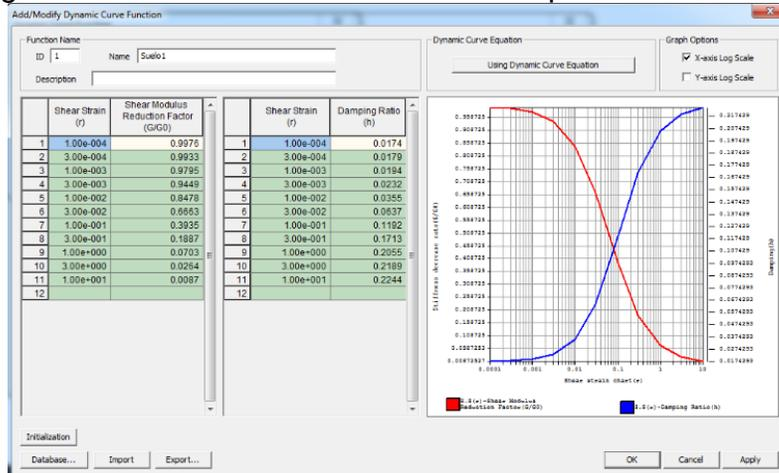 Add/Modify Dynamic Curve Function
Function Name
ID 1 Name Suelo1
Description
Dynamic Curve Equation
Using Dynamic Curve Equation
Graph Options
X-axis Log Scale
Y-axis Log Scale
Shear Strain (r) Shear Modulus Reduction Factor (G/G0)
1 1.00e-004 0.9976
2 3.00e-004 0.9933
3 1.00e-003 0.9795
4 3.00e-003 0.9449
5 1.00e-002 0.8478
6 3.00e-002 0.6663
7 1.00e-001 0.3935
8 3.00e-001 0.1887
9 1.00e+000 0.0703
10 3.00e+000 0.0264
11 1.00e+001 0.0087
12
Shear Strain (r) Damping Ratio (h)
1 1.00e-004 0.0174
2 3.00e-004 0.0179
3 1.00e-003 0.0194
4 3.00e-003 0.0232
5 1.00e-002 0.0355
6 3.00e-002 0.0637
7 1.00e-001 0.1192
8 3.00e-001 0.1713
9 1.00e+000 0.2055
10 3.00e+000 0.2189
11 1.00e+001 0.2244
12
0.0001 0.001 0.01 0.1 1 10
Shear strain chart(r)
Damping(h)
Reduction Factor(G/G0)
Initialization
Database... Import Export...
OK Cancel Apply